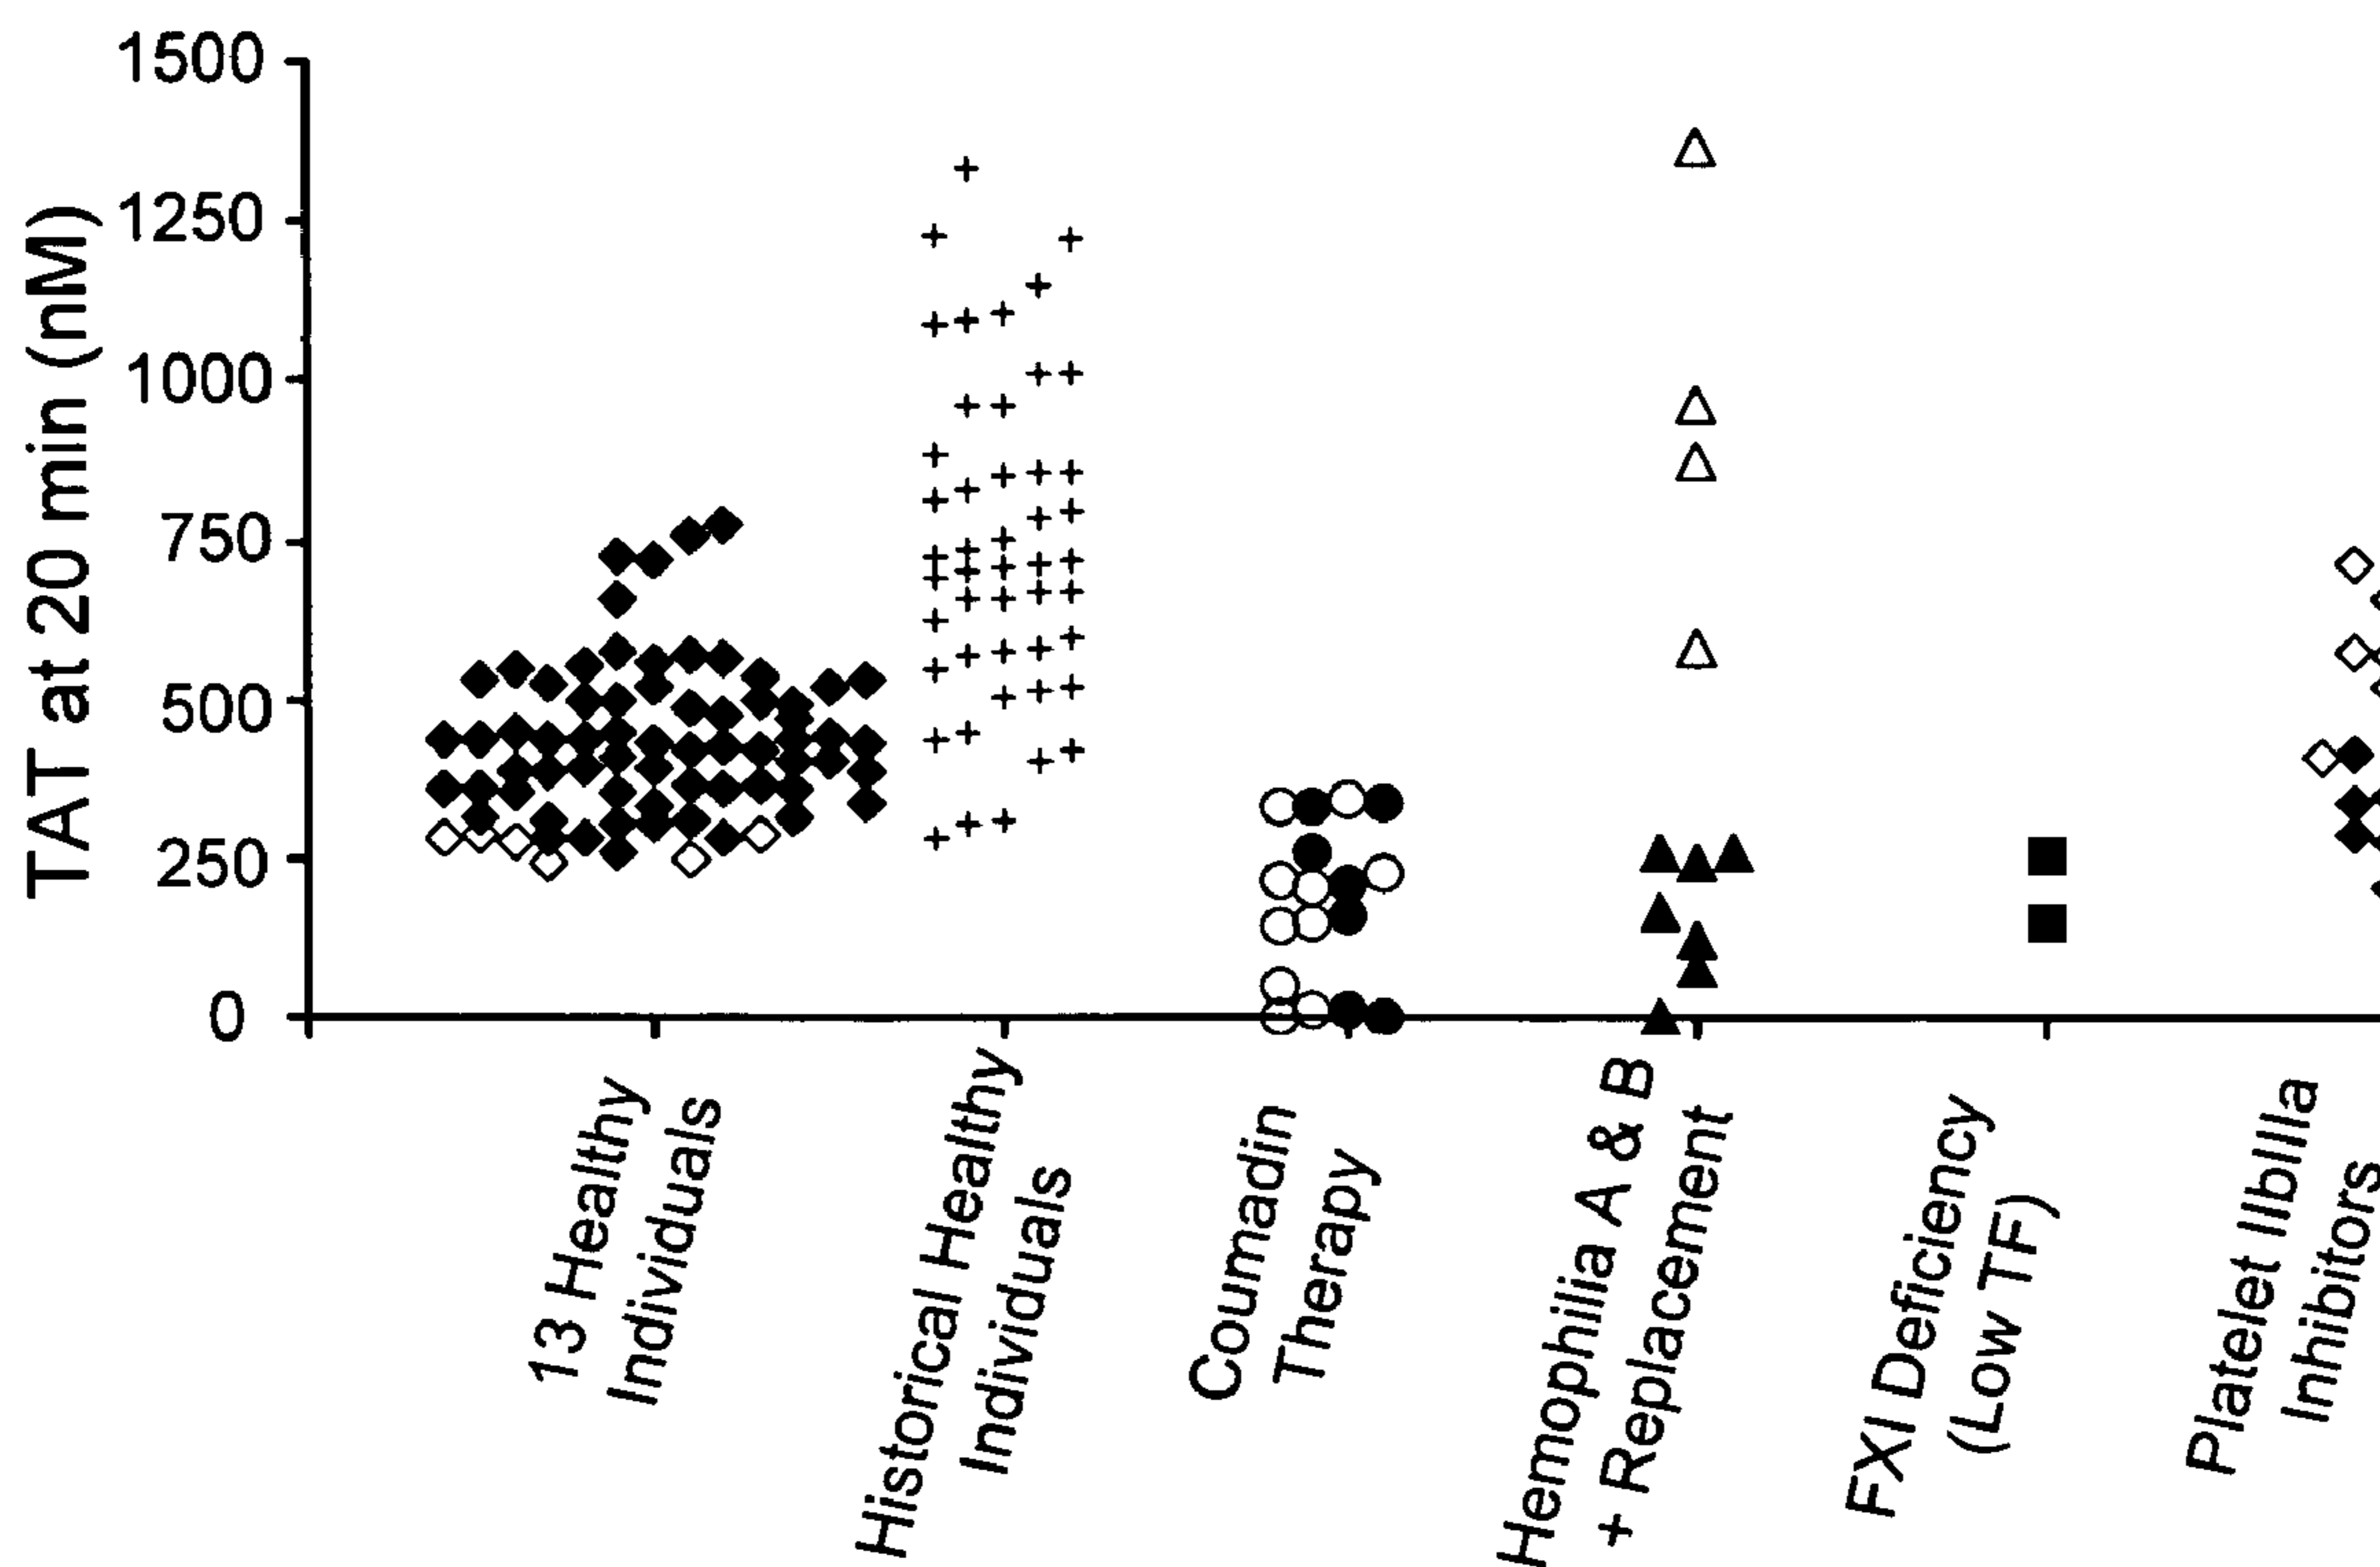 TAT at 20 min (nM)
1500
1250
1000
750
500
250
0
13 Healthy
Individuals
Historical Healthy
Individuals
Coumadin
Therapy
Hemophilia A & B
+ Replacement
FXI Deficiency
(Low TF)
Platelet IIbIIIa
Inhibitors